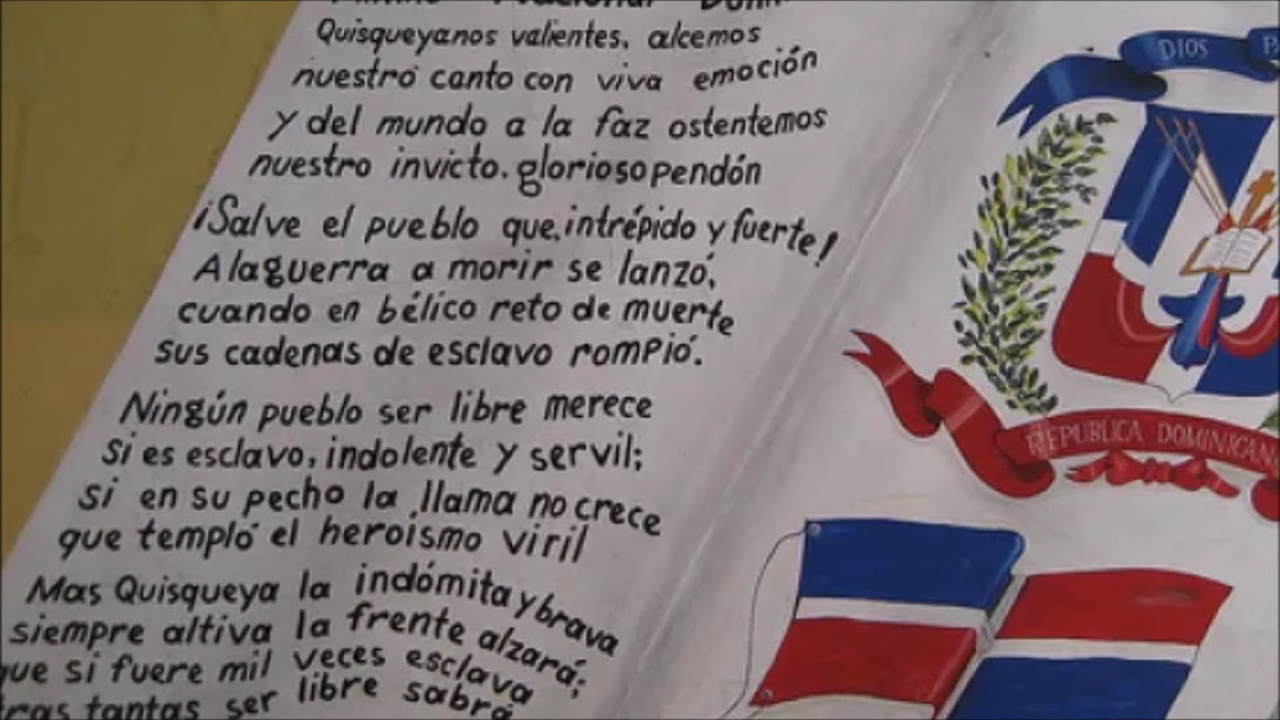 Quisqueyanos valientes, alcemos
nuestro canto con viva emoción
y del mundo a la faz ostentemos
nuestro invicto. glorioso pendón
¡Salve el pueblo que, intrépido y fuerte!
A la guerra a morir se lanzó,
cuando en bélico reto de muerte
sus cadenas de esclavo rompió.
Ningún pueblo ser libre merece
si es esclavo, indolente y servil;
si en su pecho la llama no crece
que templó el heroísmo viril
Mas Quisqueya la indómita y brava
siempre altiva la frente alzará;
que si fuere mil veces esclava
tras tantas ser libre sabrá
DIOS
REPUBLICA DOMINICANA